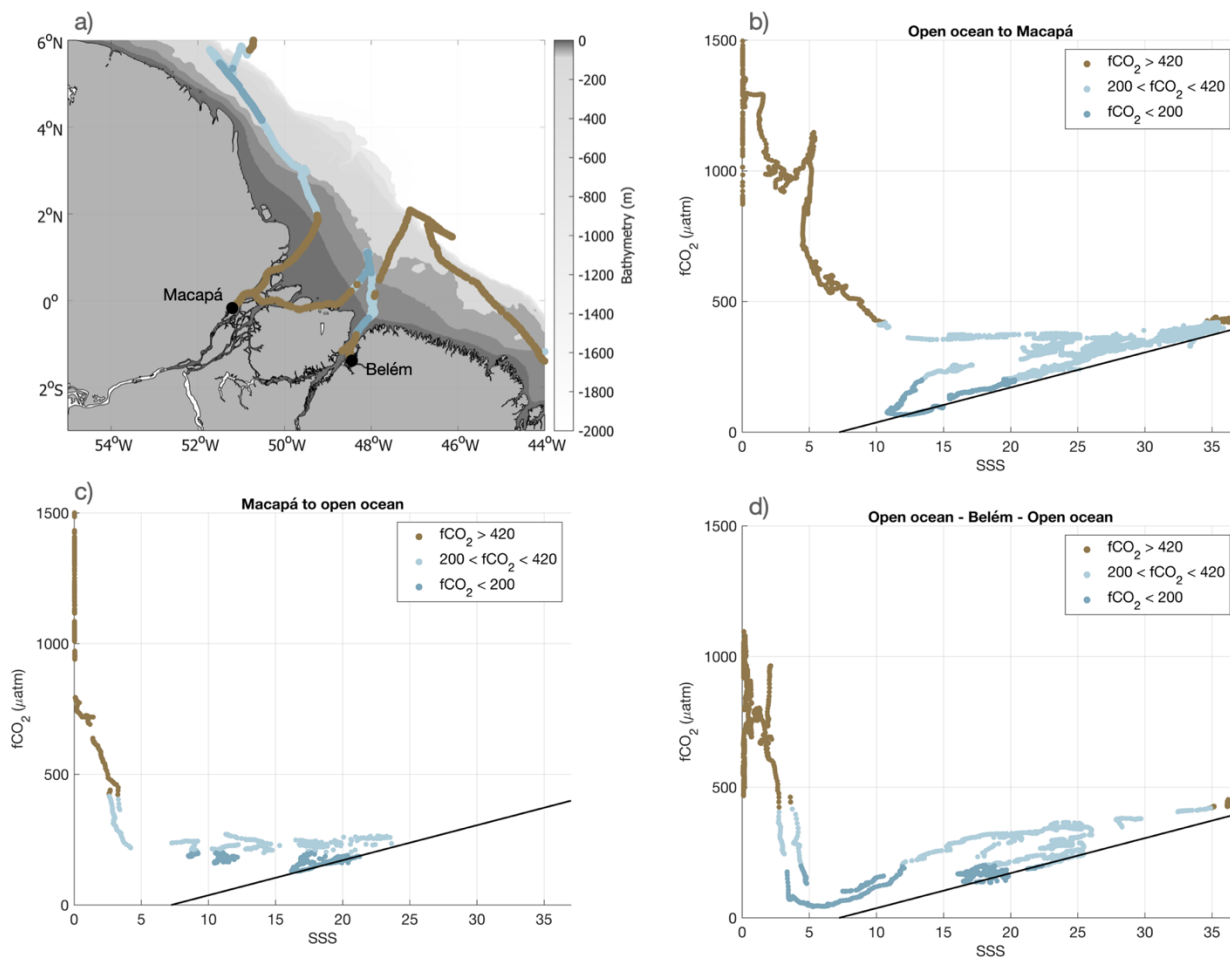 a)
6°N
4°N
2°N
0°
2°S
55°W
52°W
50°W
48°W
46°W
44°W
Macapá
Belém
0
-200
-400
-600
-800
-1000
-1200
-1400
-1600
-1800
-2000
Bathymetry (m)
b)
Open ocean to Macapá
fCO₂ > 420
200 < fCO₂ < 420
fCO₂ < 200
1500
1000
500
0
fCO₂ (μatm)
0 5 10 15 20 25 30 35
SSS
c)
Macapá to open ocean
fCO₂ > 420
200 < fCO₂ < 420
fCO₂ < 200
1500
1000
500
0
fCO₂ (μatm)
0 5 10 15 20 25 30 35
SSS
d)
Open ocean - Belém - Open ocean
fCO₂ > 420
200 < fCO₂ < 420
fCO₂ < 200
1500
1000
500
0
fCO₂ (μatm)
0 5 10 15 20 25 30 35
SSS